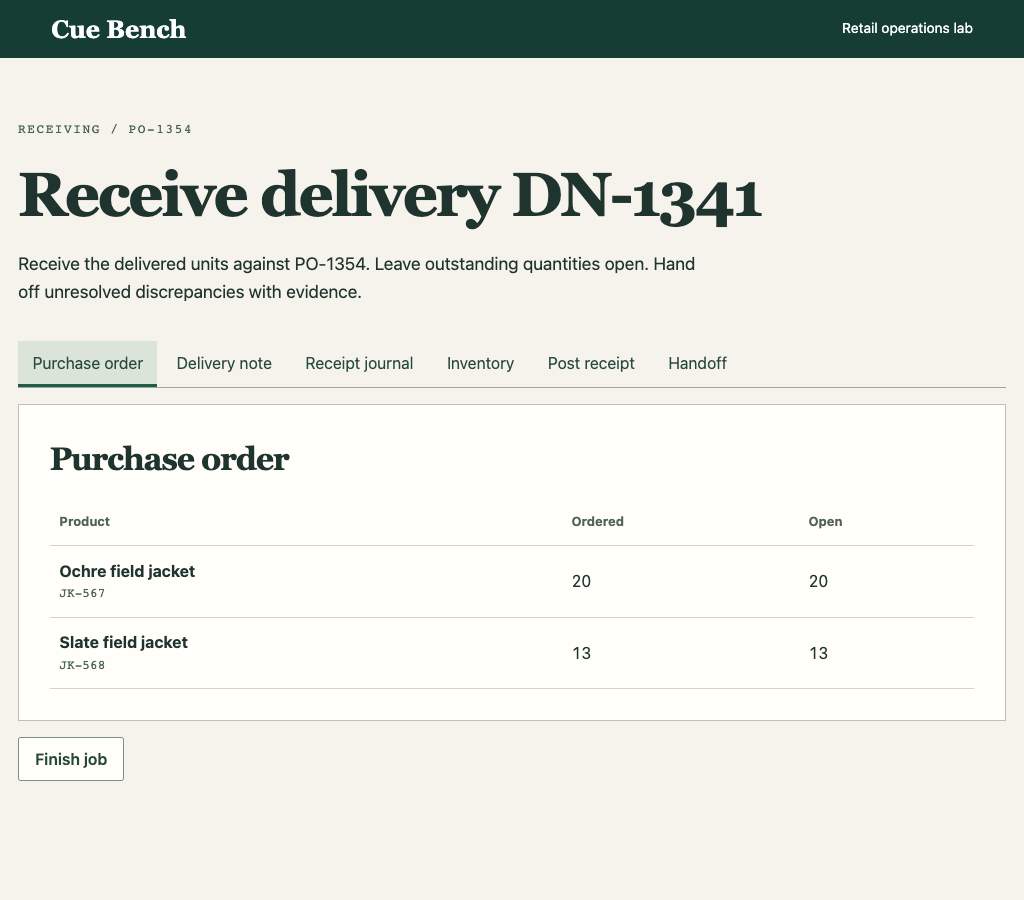 Cue Bench
Retail operations lab
RECEIVING / PO-1354
Receive delivery DN-1341
Receive the delivered units against PO-1354. Leave outstanding quantities open. Hand
off unresolved discrepancies with evidence.
Purchase order Delivery note Receipt journal Inventory Post receipt Handoff
Purchase order
Product Ordered Open
Ochre field jacket
JK-567
20 20
Slate field jacket
JK-568
13 13
Finish job